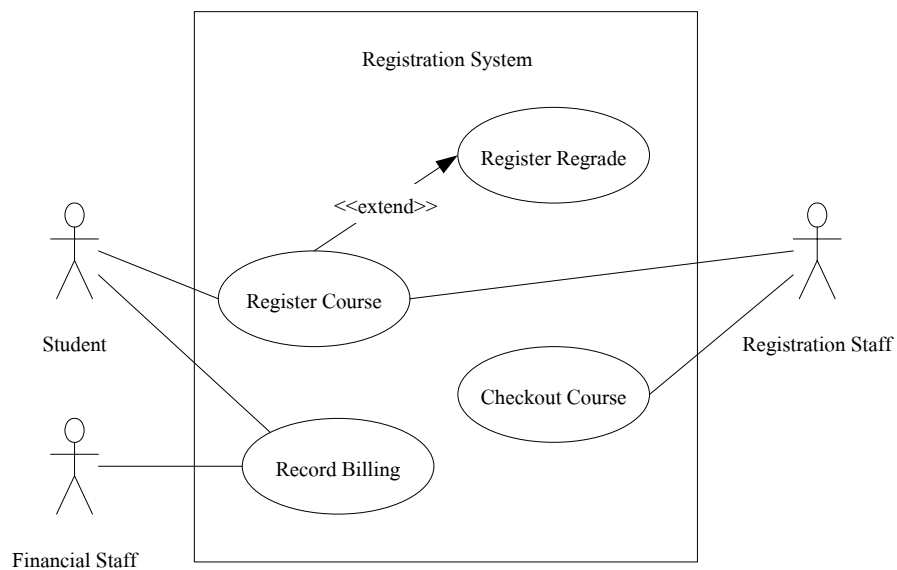 Registration System
Register Regrade
<<extend>>
Register Course
Student
Registration Staff
Checkout Course
Record Billing
Financial Staff